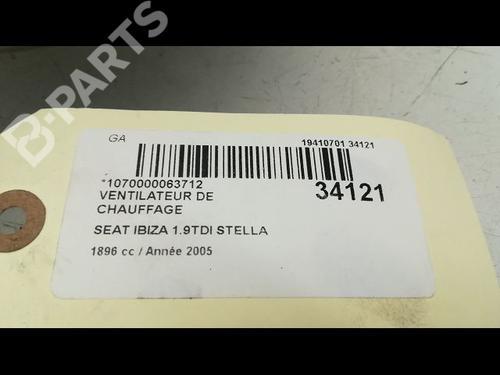 B-PARTS
GA
19410701 34121
*1070000063712
34121
VENTILATEUR DE
CHAUFFAGE
SEAT IBIZA 1.9TDI STELLA
1896 cc / Année 2005